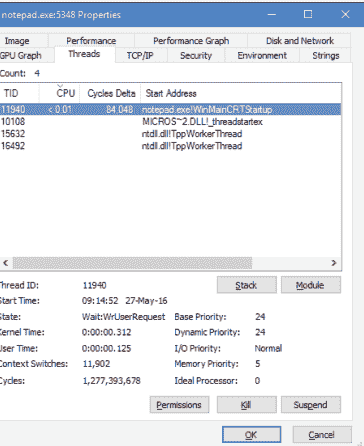 notepad.exe:5348 Properties
Image Performance Performance Graph Disk and Network
GPU Graph Threads TCP/IP Security Environment Strings
Count: 4
TID CPU Cycles Delta Start Address
11940 < 0.01 84,048 notepad.exe!WinMainCRTStartup
10108 MICROS~2.DLL!_threadstartex
15632 ntdll.dll!TppWorkerThread
16492 ntdll.dll!TppWorkerThread
Thread ID: 11940 Stack Module
Start Time: 09:14:52 27-May-16
State: Wait:WrUserRequest Base Priority: 24
Kernel Time: 0:00:00.312 Dynamic Priority: 24
User Time: 0:00:00.125 I/O Priority: Normal
Context Switches: 11,902 Memory Priority: 5
Cycles: 1,277,393,678 Ideal Processor: 0
Permissions Kill Suspend
OK Cancel